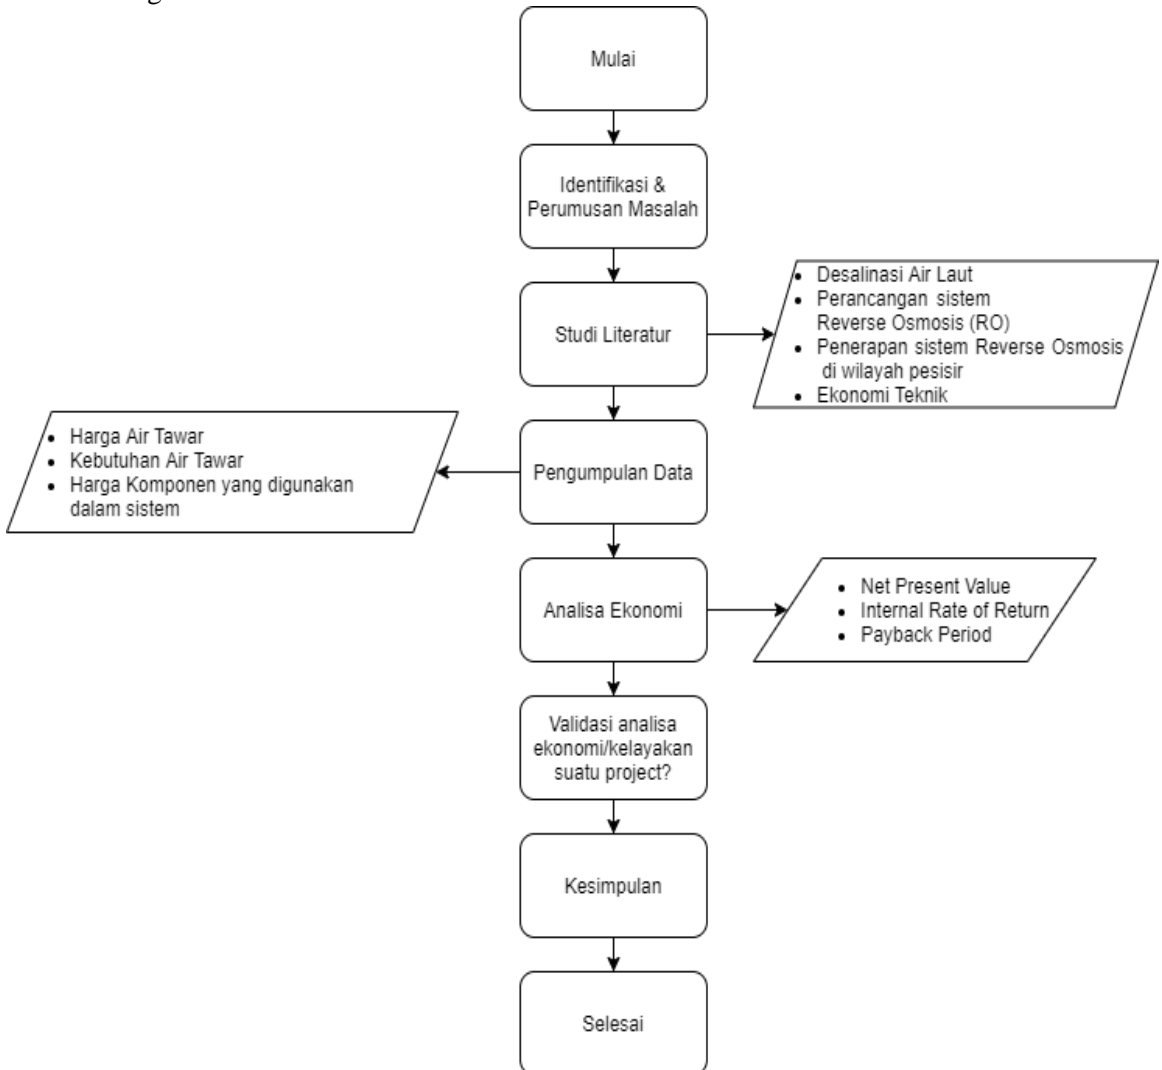 Mulai
Identifikasi &
Perumusan Masalah
Studi Literatur
• Desalinasi Air Laut
• Perancangan sistem
Reverse Osmosis (RO)
• Penerapan sistem Reverse Osmosis
di wilayah pesisir
• Ekonomi Teknik
Pengumpulan Data
• Harga Air Tawar
• Kebutuhan Air Tawar
• Harga Komponen yang digunakan
dalam sistem
Analisa Ekonomi
• Net Present Value
• Internal Rate of Return
• Payback Period
Validasi analisa
ekonomi/kelayakan
suatu project?
Kesimpulan
Selesai